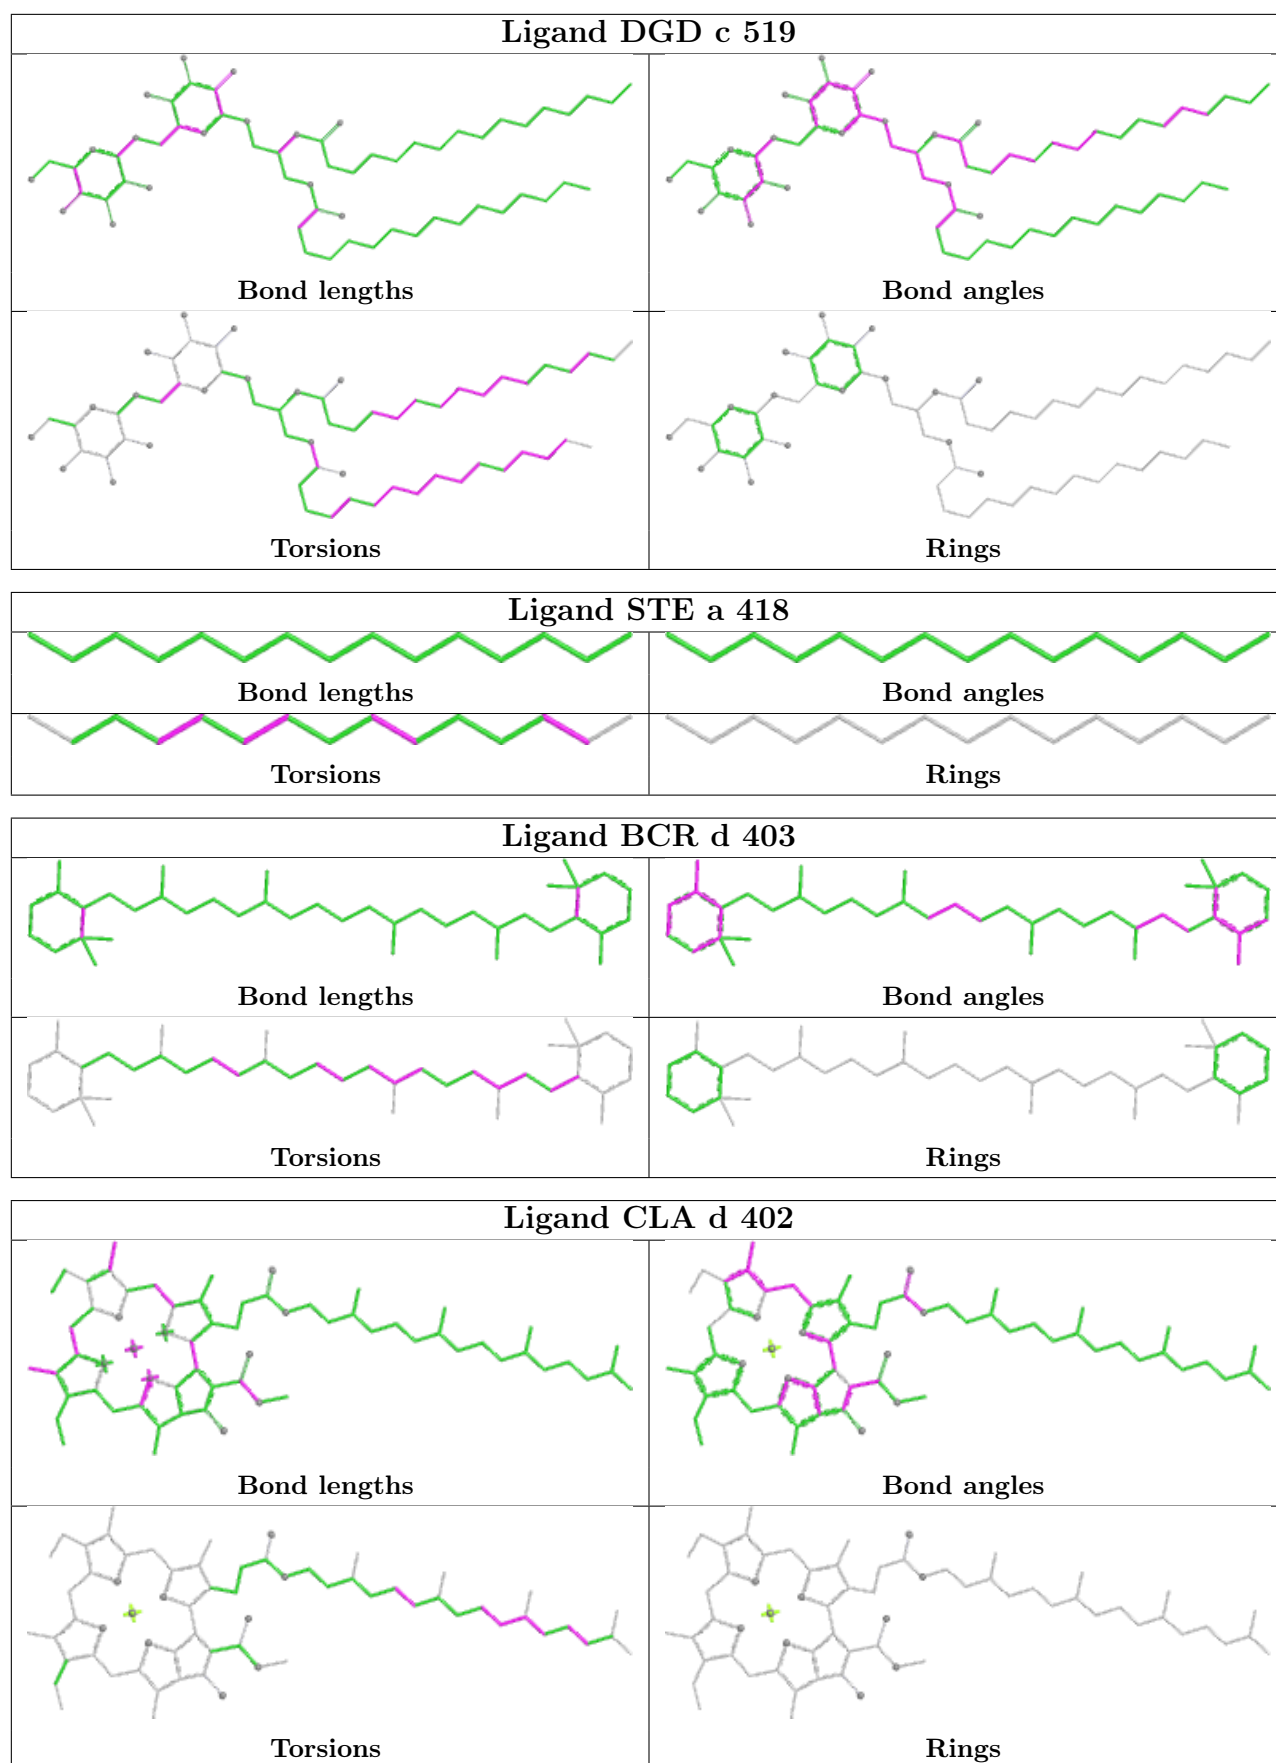 Ligand DGD c 519
Bond lengths
Bond angles
Torsions
Rings
Ligand STE a 418
Bond lengths
Bond angles
Torsions
Rings
Ligand BCR d 403
Bond lengths
Bond angles
Torsions
Rings
Ligand CLA d 402
Bond lengths
Bond angles
Torsions
Rings